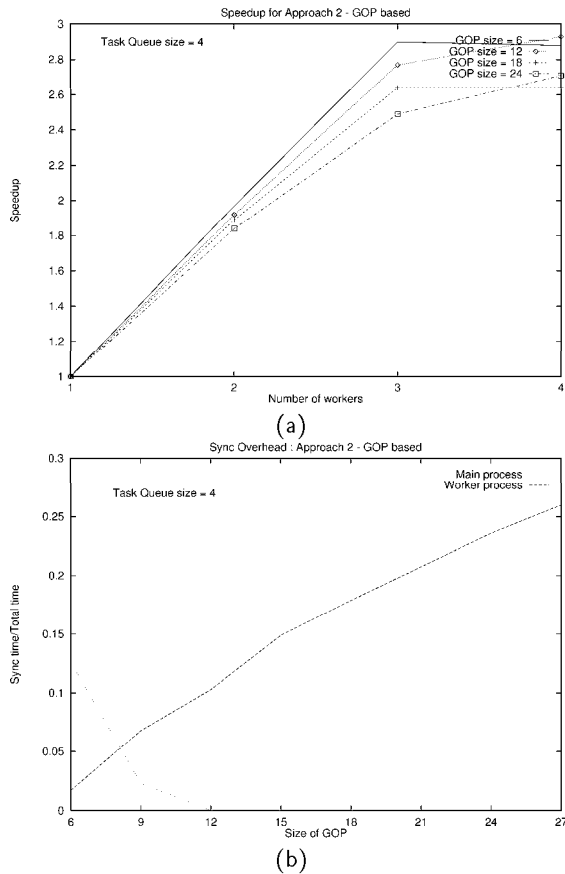 Speedup for Approach 2 - GOP based
3
2.8
2.6
2.4
2.2
2
1.8
1.6
1.4
1.2
1
Speedup
Task Queue size = 4
GOP size = 6
GOP size = 12
GOP size = 18
GOP size = 24
1
2
3
4
Number of workers
(a)
Sync Overhead : Approach 2 - GOP based
0.3
0.25
0.2
0.15
0.1
0.05
0
Sync time/Total time
Task Queue size = 4
Main process
Worker process
6
9
12
15
18
21
24
27
Size of GOP
(b)